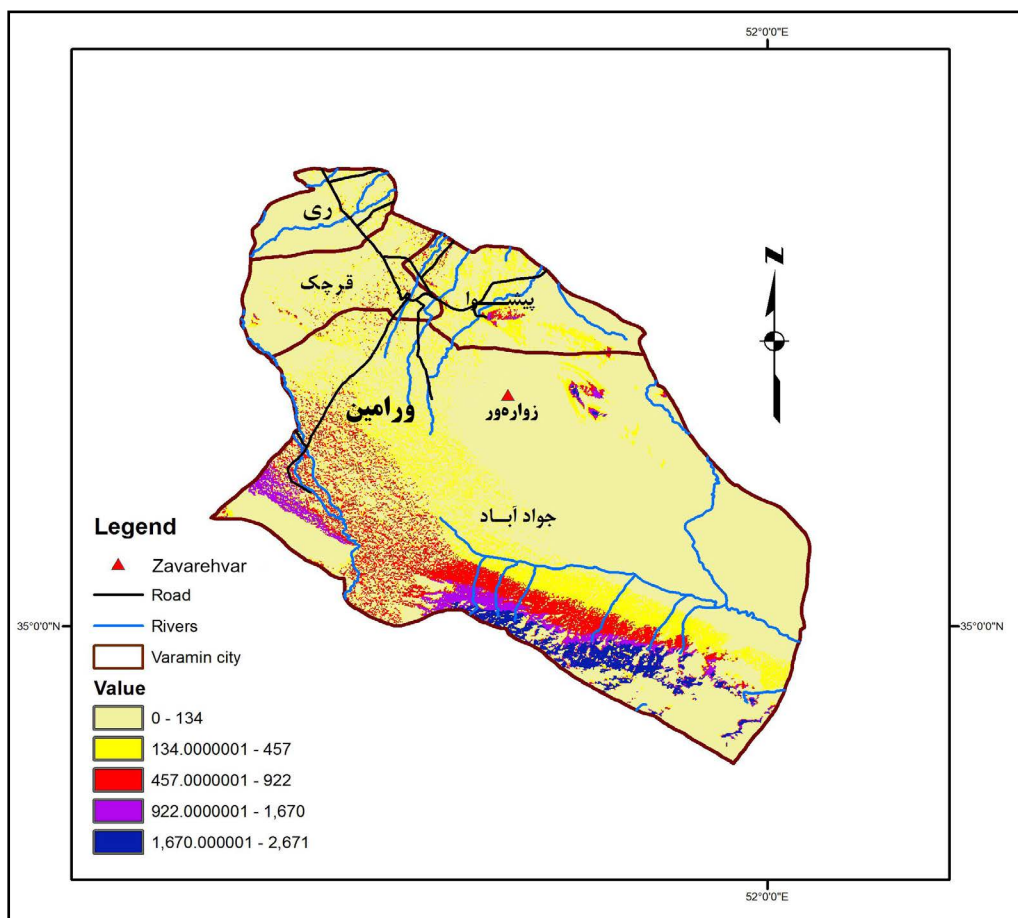 52°0'0"E
ری
قرچک
پیشــــوا
N
ورامین
زواره‌ور
جواد آبــاد
Legend
Zavarehvar
Road
Rivers
Varamin city
Value
0 - 134
134.0000001 - 457
457.0000001 - 922
922.0000001 - 1,670
1,670.000001 - 2,671
35°0'0"N
35°0'0"N
52°0'0"E